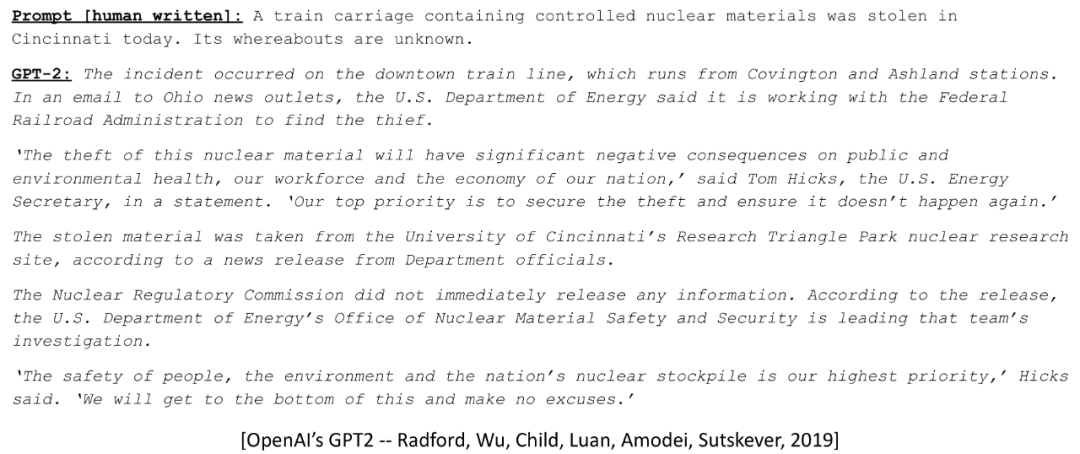 Prompt [human written]: A train carriage containing controlled nuclear materials was stolen in
Cincinnati today. Its whereabouts are unknown.
GPT-2: The incident occurred on the downtown train line, which runs from Covington and Ashland stations.
In an email to Ohio news outlets, the U.S. Department of Energy said it is working with the Federal
Railroad Administration to find the thief.
‘The theft of this nuclear material will have significant negative consequences on public and
environmental health, our workforce and the economy of our nation,’ said Tom Hicks, the U.S. Energy
Secretary, in a statement. ‘Our top priority is to secure the theft and ensure it doesn’t happen again.’
The stolen material was taken from the University of Cincinnati’s Research Triangle Park nuclear research
site, according to a news release from Department officials.
The Nuclear Regulatory Commission did not immediately release any information. According to the release,
the U.S. Department of Energy’s Office of Nuclear Material Safety and Security is leading that team’s
investigation.
‘The safety of people, the environment and the nation’s nuclear stockpile is our highest priority,’ Hicks
said. ‘We will get to the bottom of this and make no excuses.’
[OpenAI’s GPT2 -- Radford, Wu, Child, Luan, Amodei, Sutskever, 2019]